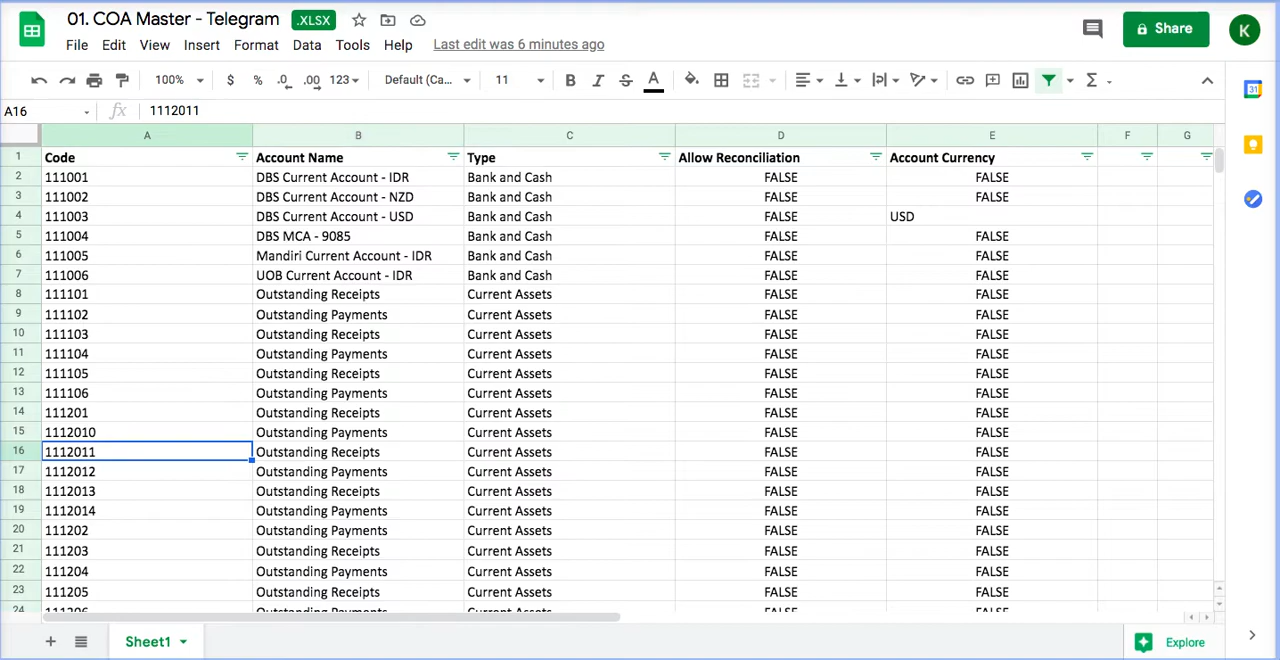 01. COA Master - Telegram .XLSX
File Edit View Insert Format Data Tools Help Last edit was 6 minutes ago
Share K
100% $ % .0 .00 123 Default (Ca... 11 B I S A Σ
A16 fx 1112011
A B C D E F G
1 Code Account Name Type Allow Reconciliation Account Currency
2 111001 DBS Current Account - IDR Bank and Cash FALSE FALSE
3 111002 DBS Current Account - NZD Bank and Cash FALSE FALSE
4 111003 DBS Current Account - USD Bank and Cash FALSE USD
5 111004 DBS MCA - 9085 Bank and Cash FALSE FALSE
6 111005 Mandiri Current Account - IDR Bank and Cash FALSE FALSE
7 111006 UOB Current Account - IDR Bank and Cash FALSE FALSE
8 111101 Outstanding Receipts Current Assets FALSE FALSE
9 111102 Outstanding Payments Current Assets FALSE FALSE
10 111103 Outstanding Receipts Current Assets FALSE FALSE
11 111104 Outstanding Payments Current Assets FALSE FALSE
12 111105 Outstanding Receipts Current Assets FALSE FALSE
13 111106 Outstanding Payments Current Assets FALSE FALSE
14 111201 Outstanding Receipts Current Assets FALSE FALSE
15 1112010 Outstanding Payments Current Assets FALSE FALSE
16 1112011 Outstanding Receipts Current Assets FALSE FALSE
17 1112012 Outstanding Payments Current Assets FALSE FALSE
18 1112013 Outstanding Receipts Current Assets FALSE FALSE
19 1112014 Outstanding Payments Current Assets FALSE FALSE
20 111202 Outstanding Payments Current Assets FALSE FALSE
21 111203 Outstanding Receipts Current Assets FALSE FALSE
22 111204 Outstanding Payments Current Assets FALSE FALSE
23 111205 Outstanding Receipts Current Assets FALSE FALSE
24 111206 Outstanding Payments Current Assets FALSE FALSE
Sheet1 Explore
31